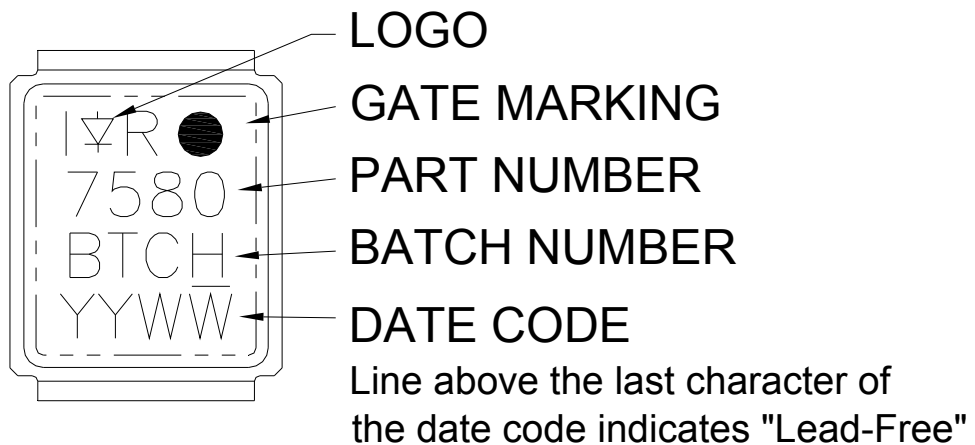 LOGO
I R
GATE MARKING
7580
PART NUMBER
BTCH
BATCH NUMBER
YYWW
DATE CODE
Line above the last character of
the date code indicates "Lead-Free"